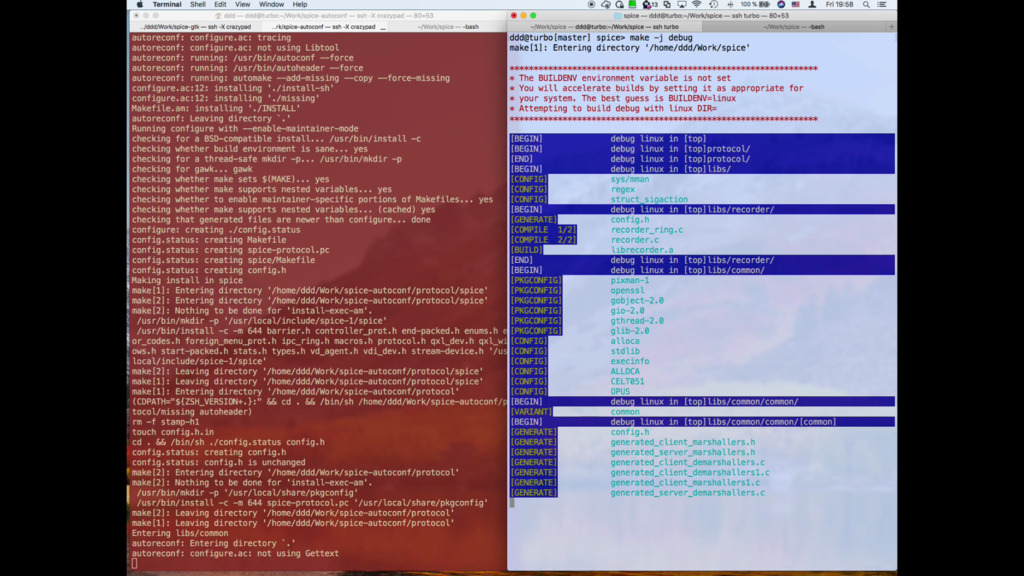 Terminal Shell Edit View Window Help
13
100 %
Fri 19:58
ddd — ddd@turbo: ~/Work/spice-autoconf — ssh -X crazypad — 80×53
../ddd/Work/spice-gtk — ssh -X crazypad
rk/spice-autoconf — ssh -X crazypad
~/Work/spice — -bash
autoreconf: configure.ac: tracing
autoreconf: configure.ac: not using Libtool
autoreconf: running: /usr/bin/autoconf --force
autoreconf: running: /usr/bin/autoheader --force
autoreconf: running: automake --add-missing --copy --force-missing
configure.ac:12: installing './install-sh'
configure.ac:12: installing './missing'
Makefile.am: installing './INSTALL'
autoreconf: Leaving directory `.'
Running configure with --enable-maintainer-mode
checking for a BSD-compatible install... /usr/bin/install -c
checking whether build environment is sane... yes
checking for a thread-safe mkdir -p... /usr/bin/mkdir -p
checking for gawk... gawk
checking whether make sets $(MAKE)... yes
checking whether make supports nested variables... yes
checking whether to enable maintainer-specific portions of Makefiles... yes
checking whether make supports nested variables... (cached) yes
checking that generated files are newer than configure... done
configure: creating ./config.status
config.status: creating Makefile
config.status: creating spice-protocol.pc
config.status: creating spice/Makefile
config.status: creating config.h
Making install in spice
make[1]: Entering directory '/home/ddd/Work/spice-autoconf/protocol/spice'
make[2]: Entering directory '/home/ddd/Work/spice-autoconf/protocol/spice'
make[2]: Nothing to be done for 'install-exec-am'.
/usr/bin/mkdir -p '/usr/local/include/spice-1/spice'
/usr/bin/install -c -m 644 barrier.h controller_prot.h end-packed.h enums.h e
or_codes.h foreign_menu_prot.h ipc_ring.h macros.h protocol.h qxl_dev.h qxl_wi
ows.h start-packed.h stats.h types.h vd_agent.h vdi_dev.h stream-device.h '/us
local/include/spice-1/spice'
make[2]: Leaving directory '/home/ddd/Work/spice-autoconf/protocol/spice'
make[1]: Leaving directory '/home/ddd/Work/spice-autoconf/protocol/spice'
make[1]: Entering directory '/home/ddd/Work/spice-autoconf/protocol'
(CDPATH="${ZSH_VERSION+.}:" && cd . && /bin/sh /home/ddd/Work/spice-autoconf/p
tocol/missing autoheader)
rm -f stamp-h1
touch config.h.in
cd . && /bin/sh ./config.status config.h
config.status: creating config.h
config.status: config.h is unchanged
make[2]: Entering directory '/home/ddd/Work/spice-autoconf/protocol'
make[2]: Nothing to be done for 'install-exec-am'.
/usr/bin/mkdir -p '/usr/local/share/pkgconfig'
/usr/bin/install -c -m 644 spice-protocol.pc '/usr/local/share/pkgconfig'
make[2]: Leaving directory '/home/ddd/Work/spice-autoconf/protocol'
make[1]: Leaving directory '/home/ddd/Work/spice-autoconf/protocol'
Entering libs/common
autoreconf: Entering directory `.'
autoreconf: configure.ac: not using Gettext
spice — ddd@turbo:~/Work/spice — ssh turbo — 80×53
~/Work/spice — ssh turbo
~/Work/spice — -bash
ddd@turbo[master] spice> make -j debug
make[1]: Entering directory '/home/ddd/Work/spice'
*****************************************************************
* The BUILDENV environment variable is not set
* You will accelerate builds by setting it as appropriate for
* your system. The best guess is BUILDENV=linux
* Attempting to build debug with linux DIR=
*****************************************************************
[BEGIN] debug linux in [top]
[BEGIN] debug linux in [top]protocol/
[END] debug linux in [top]protocol/
[BEGIN] debug linux in [top]libs/
[CONFIG] sys/mman
[CONFIG] regex
[CONFIG] struct_sigaction
[BEGIN] debug linux in [top]libs/recorder/
[GENERATE] config.h
[COMPILE 1/2] recorder_ring.c
[COMPILE 2/2] recorder.c
[BUILD] librecorder.a
[END] debug linux in [top]libs/recorder/
[BEGIN] debug linux in [top]libs/common/
[PKGCONFIG] pixman-1
[PKGCONFIG] openssl
[PKGCONFIG] gobject-2.0
[PKGCONFIG] gio-2.0
[PKGCONFIG] gthread-2.0
[PKGCONFIG] glib-2.0
[CONFIG] alloca
[CONFIG] stdlib
[CONFIG] execinfo
[CONFIG] ALLOCA
[CONFIG] CELT051
[CONFIG] OPUS
[BEGIN] debug linux in [top]libs/common/common/
[VARIANT] common
[BEGIN] debug linux in [top]libs/common/common/[common]
[GENERATE] config.h
[GENERATE] generated_client_marshallers.h
[GENERATE] generated_server_marshallers.h
[GENERATE] generated_client_demarshallers.c
[GENERATE] generated_client_demarshallers1.c
[GENERATE] generated_client_marshallers1.c
[GENERATE] generated_server_demarshallers.c